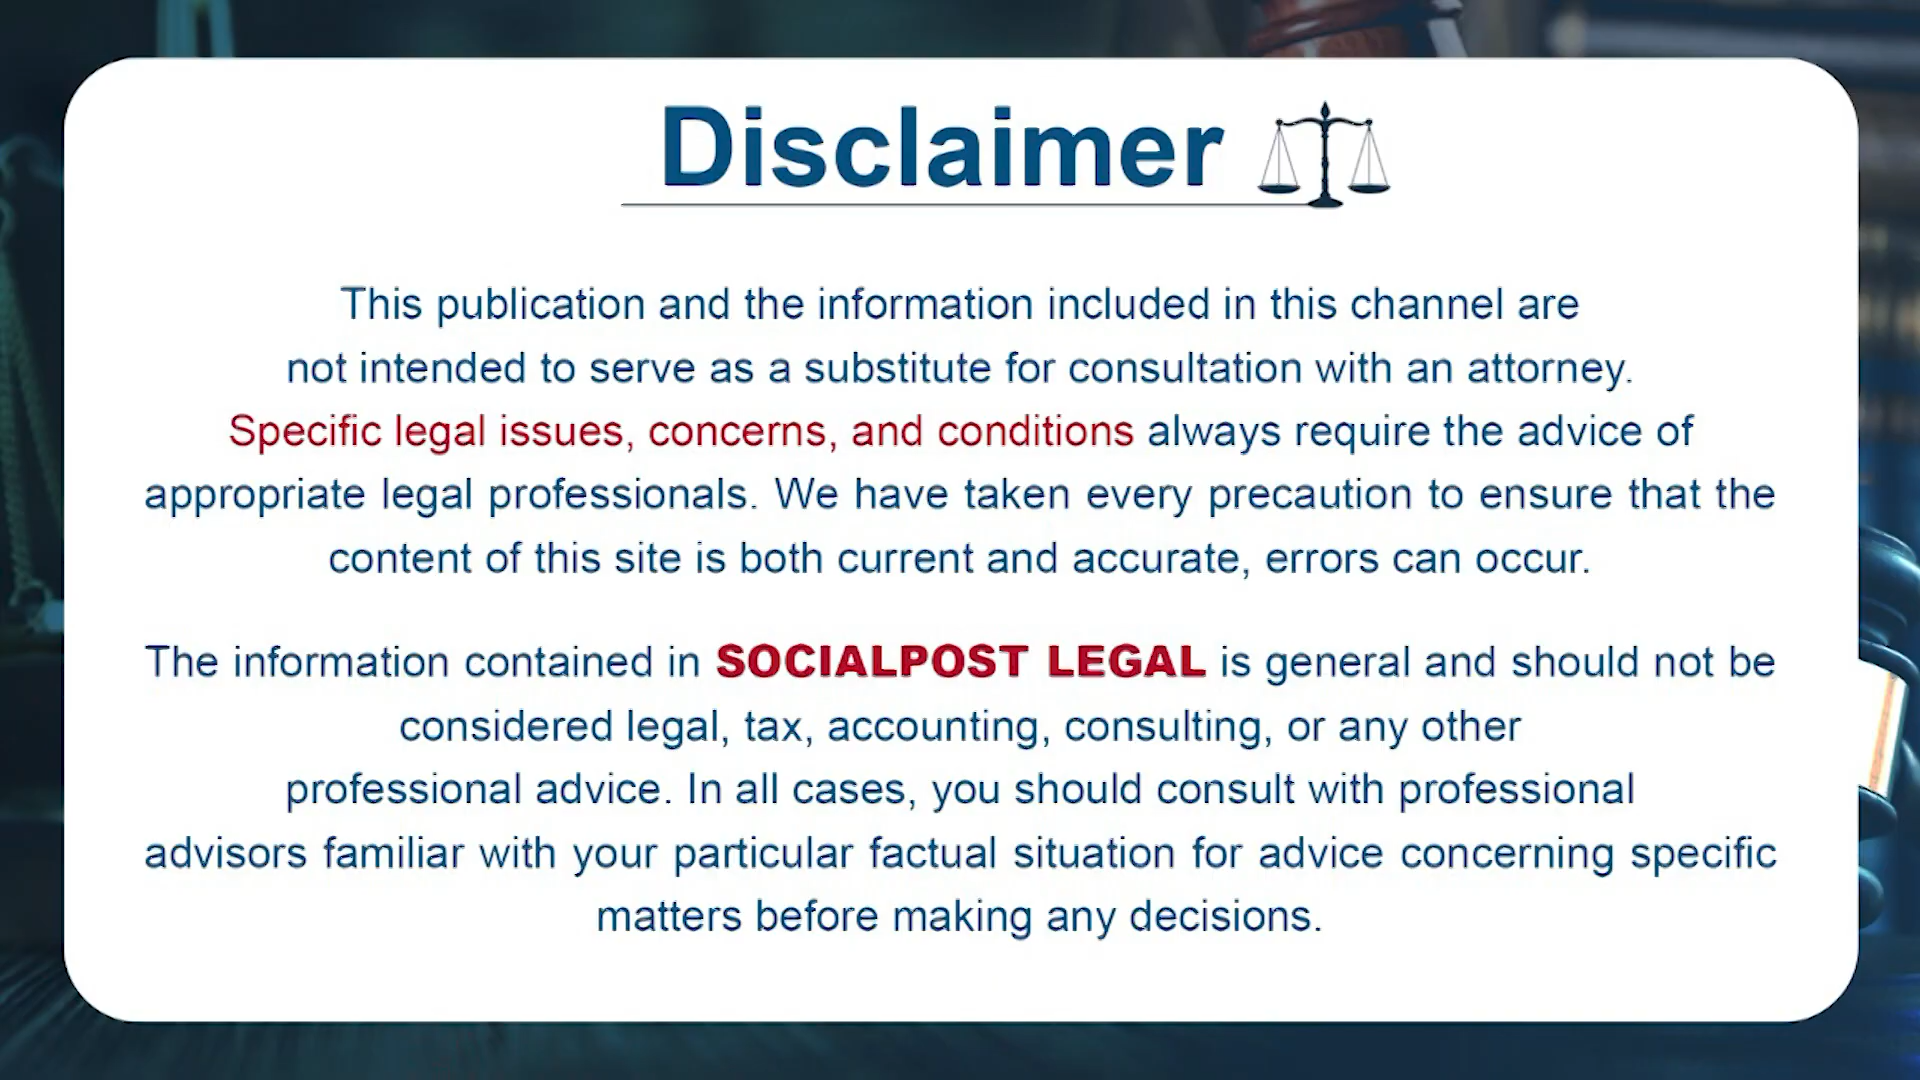 Disclaimer
This publication and the information included in this channel are
not intended to serve as a substitute for consultation with an attorney.
Specific legal issues, concerns, and conditions always require the advice of
appropriate legal professionals. We have taken every precaution to ensure that the
content of this site is both current and accurate, errors can occur.
The information contained in SOCIALPOST LEGAL is general and should not be
considered legal, tax, accounting, consulting, or any other
professional advice. In all cases, you should consult with professional
advisors familiar with your particular factual situation for advice concerning specific
matters before making any decisions.